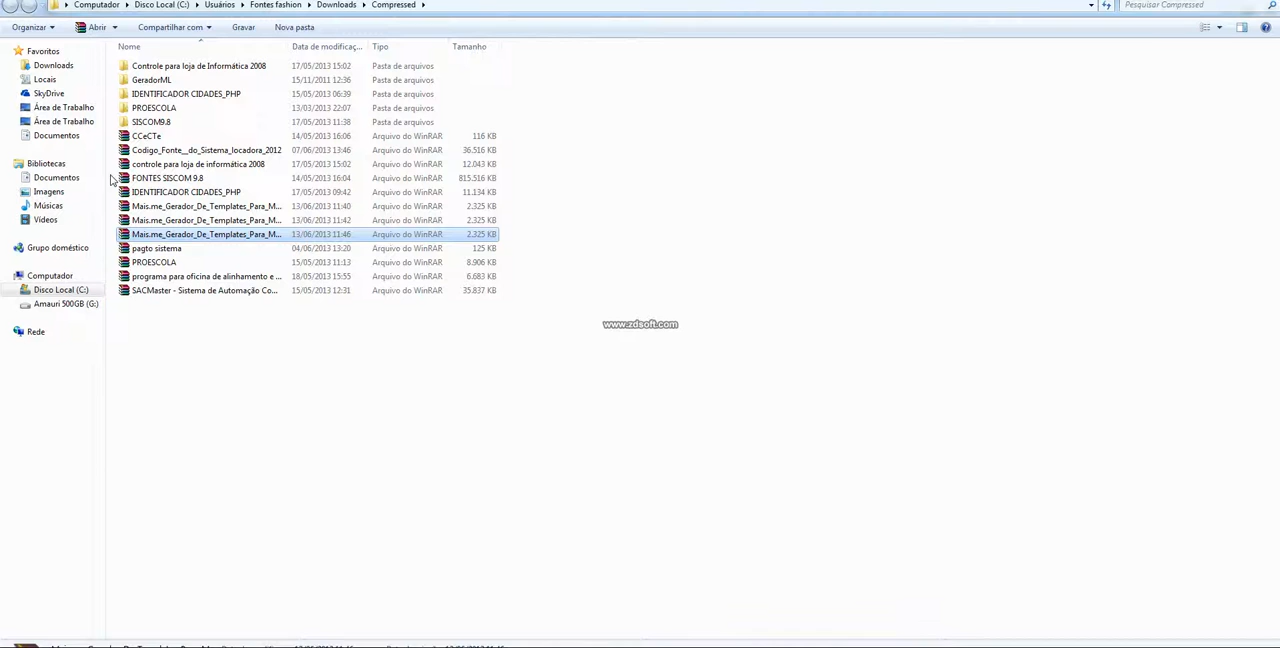 Computador ▸ Disco Local (C:) ▸ Usuários ▸ Fontes fashion ▸ Downloads ▸ Compressed ▸
Pesquisar Compressed
Organizar Abrir Compartilhar com Gravar Nova pasta
Nome Data de modificaç... Tipo Tamanho
Favoritos
Downloads
Locais
SkyDrive
Área de Trabalho
Área de Trabalho
Documentos
Bibliotecas
Documentos
Imagens
Músicas
Vídeos
Grupo doméstico
Computador
Disco Local (C:)
Amauri 500GB (G:)
Rede
Controle para loja de Informática 2008 17/05/2013 15:02 Pasta de arquivos
GeradorML 15/11/2011 12:36 Pasta de arquivos
IDENTIFICADOR CIDADES_PHP 15/05/2013 06:39 Pasta de arquivos
PROESCOLA 13/03/2013 22:07 Pasta de arquivos
SISCOM9.8 17/05/2013 11:38 Pasta de arquivos
CCeCTe 14/05/2013 16:06 Arquivo do WinRAR 116 KB
Codigo_Fonte__do_Sistema_locadora_2012 07/06/2013 13:46 Arquivo do WinRAR 36.516 KB
controle para loja de informática 2008 17/05/2013 15:02 Arquivo do WinRAR 12.043 KB
FONTES SISCOM 9.8 14/05/2013 16:04 Arquivo do WinRAR 815.516 KB
IDENTIFICADOR CIDADES_PHP 17/05/2013 09:42 Arquivo do WinRAR 11.134 KB
Mais.me_Gerador_De_Templates_Para_M... 13/06/2013 11:40 Arquivo do WinRAR 2.325 KB
Mais.me_Gerador_De_Templates_Para_M... 13/06/2013 11:42 Arquivo do WinRAR 2.325 KB
Mais.me_Gerador_De_Templates_Para_M... 13/06/2013 11:46 Arquivo do WinRAR 2.325 KB
pagto sistema 04/06/2013 13:20 Arquivo do WinRAR 125 KB
PROESCOLA 15/05/2013 11:13 Arquivo do WinRAR 8.906 KB
programa para oficina de alinhamento e ... 18/05/2013 15:55 Arquivo do WinRAR 6.683 KB
SACMaster - Sistema de Automação Co... 15/05/2013 12:31 Arquivo do WinRAR 35.837 KB
www.zdsoft.com